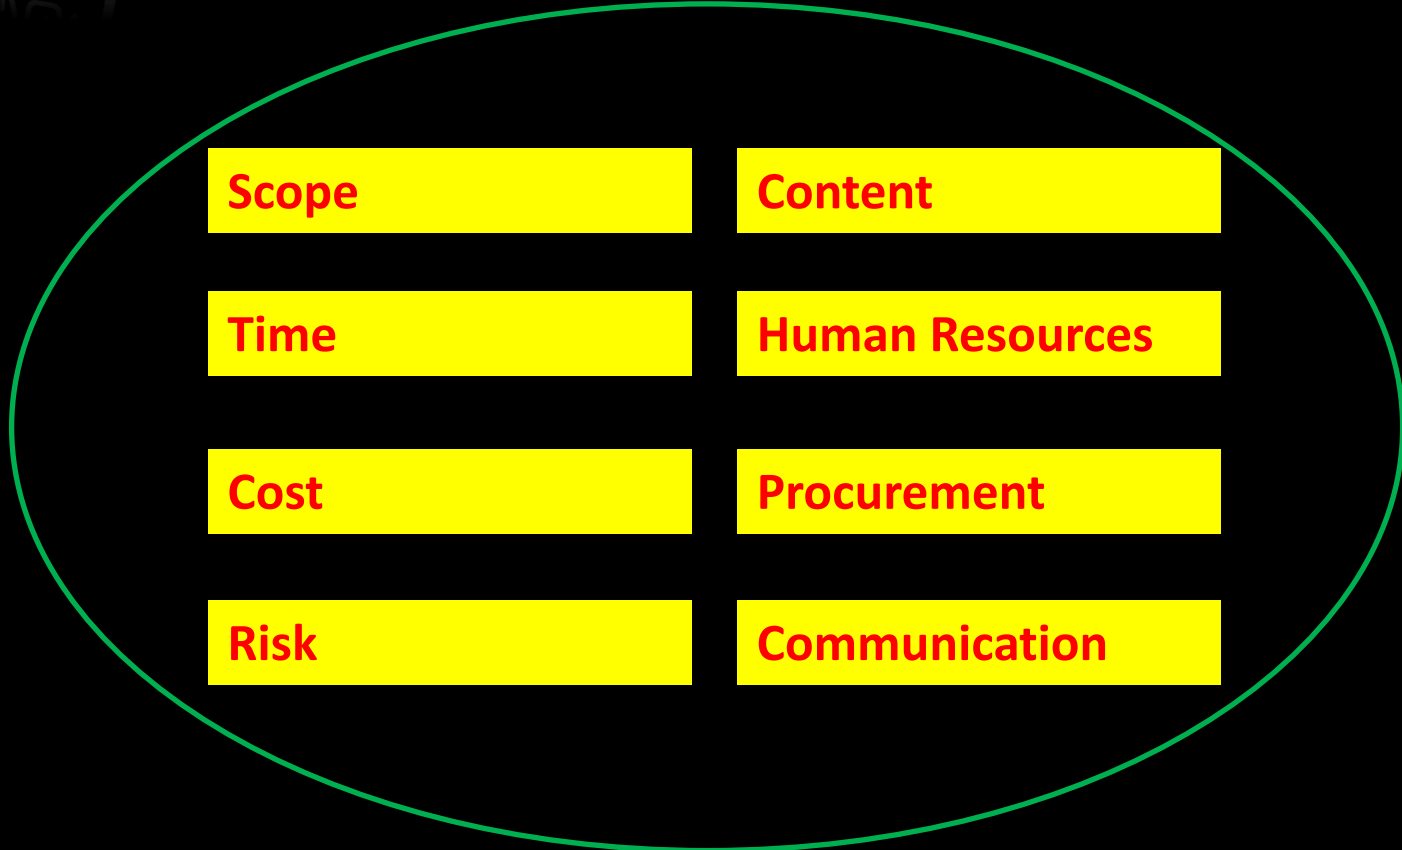 Scope
Content
Time
Human Resources
Cost
Procurement
Risk
Communication